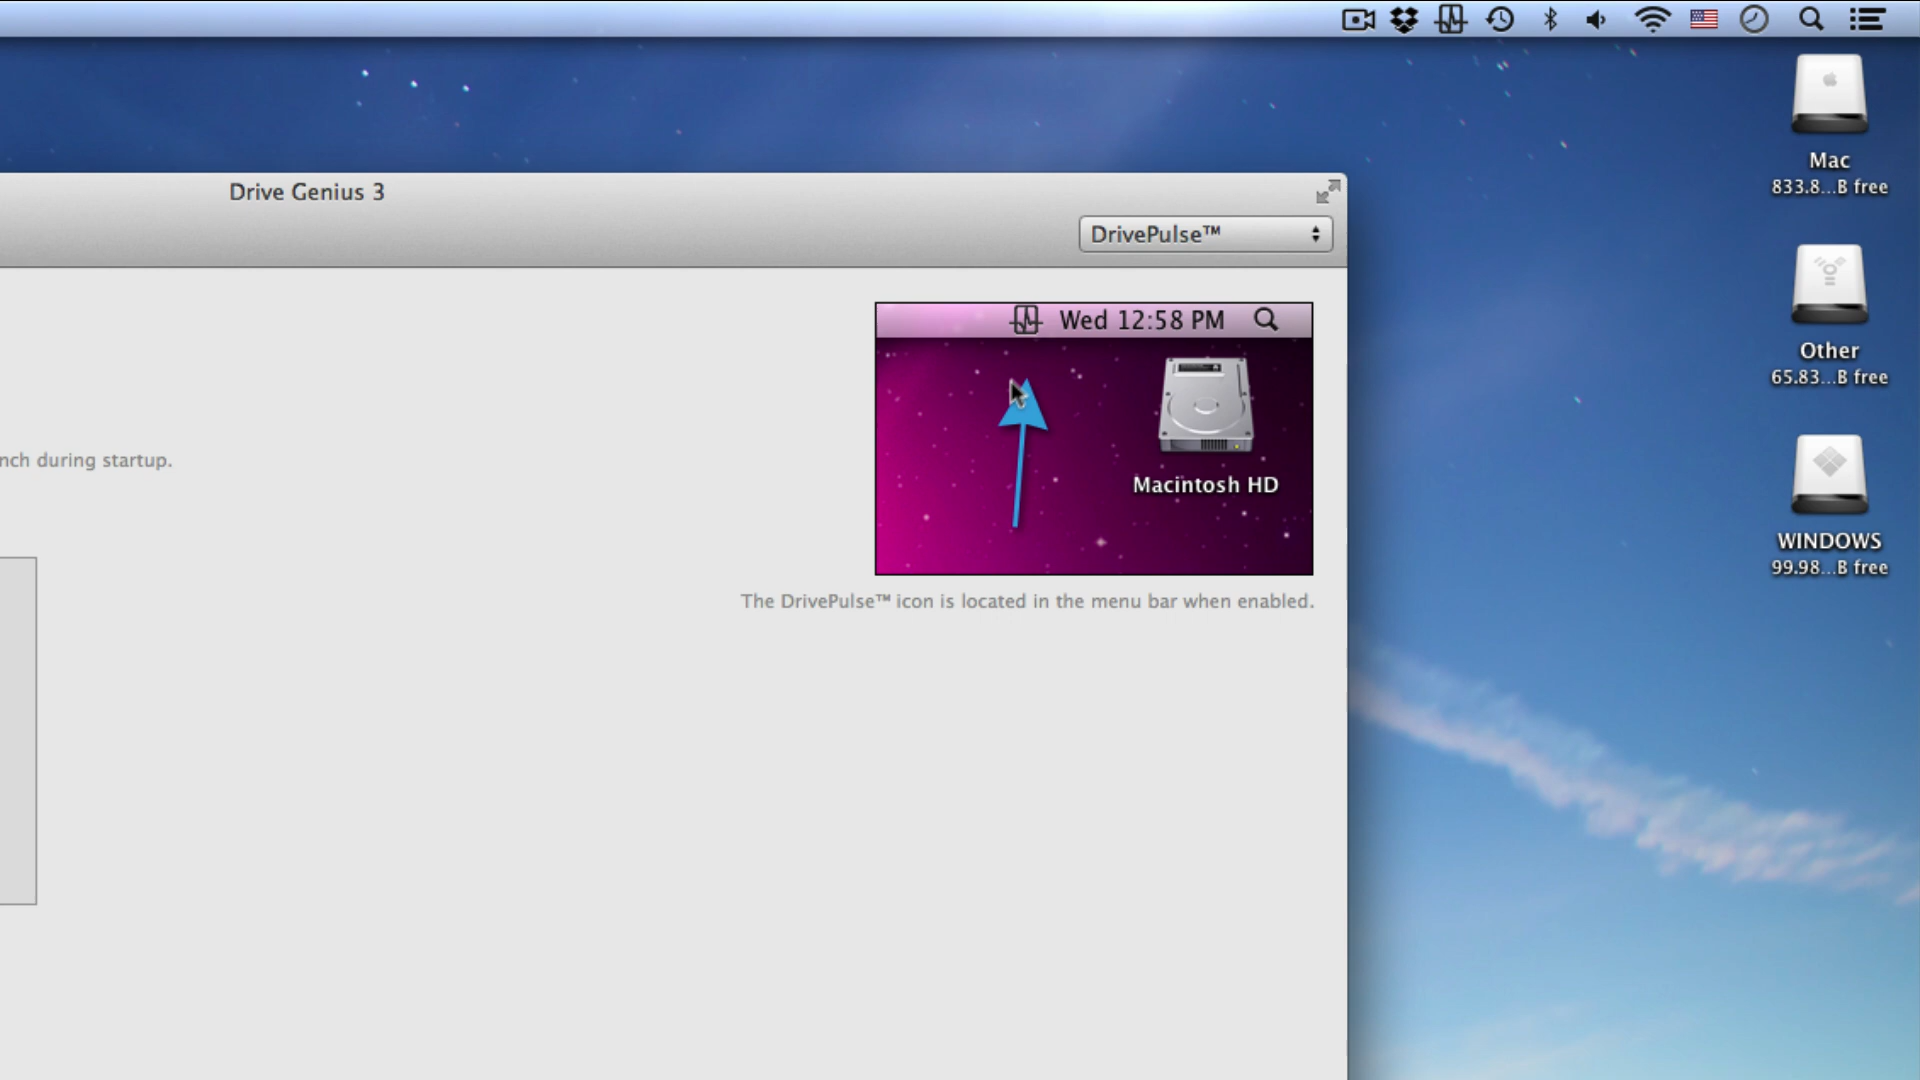 Drive Genius 3
DrivePulse™
Wed 12:58 PM
Macintosh HD
nch during startup.
The DrivePulse™ icon is located in the menu bar when enabled.
Mac
833.8...B free
Other
65.83...B free
WINDOWS
99.98...B free